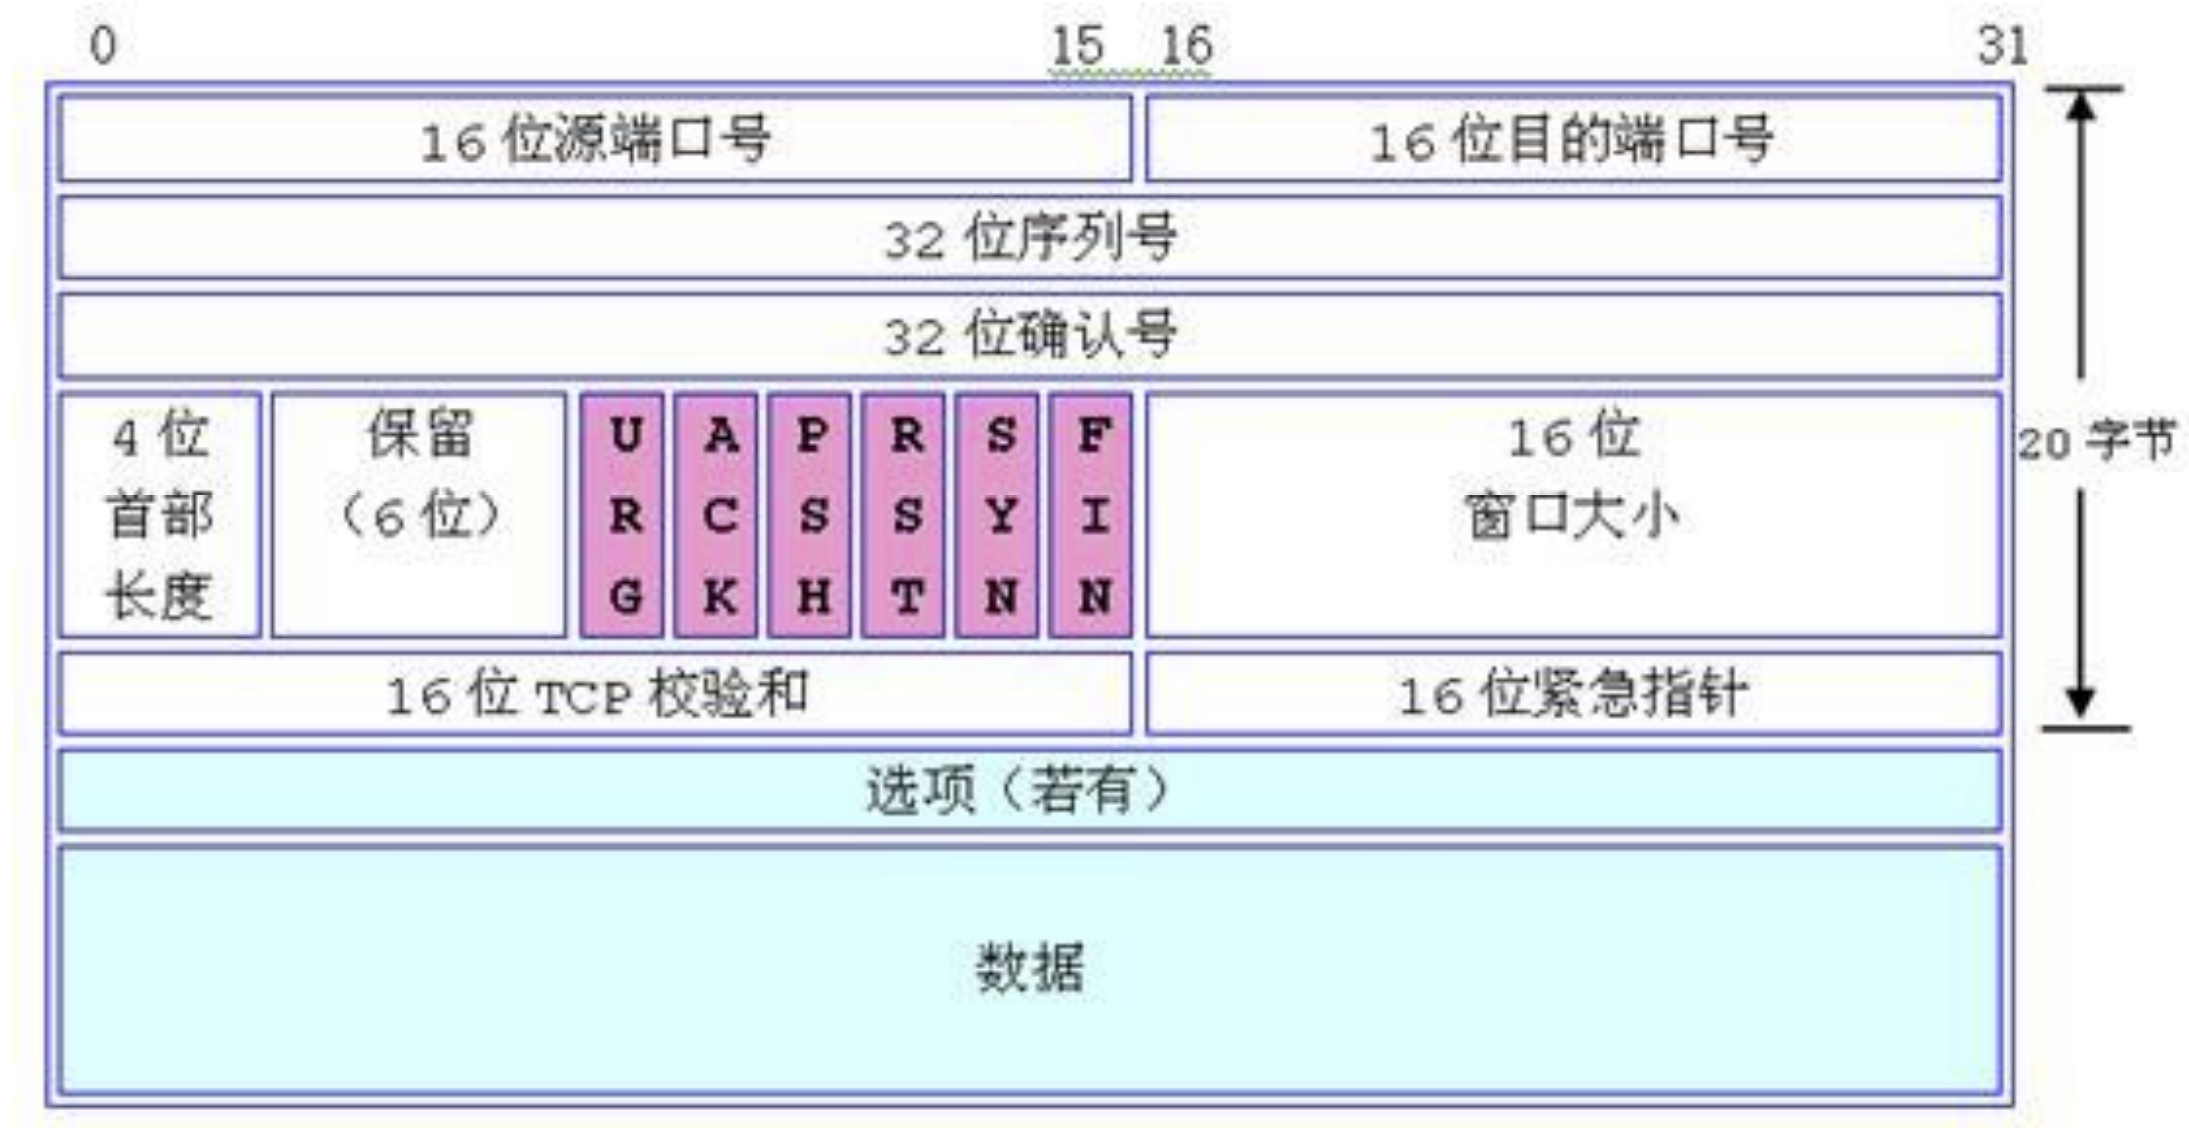 0 15 16 31
16 位源端口号 16 位目的端口号
32 位序列号
32 位确认号
4 位首部长度 保留（6 位） URG ACK PSH RST SYN FIN 16 位窗口大小
20 字节
16 位 TCP 校验和 16 位紧急指针
选项（若有）
数据